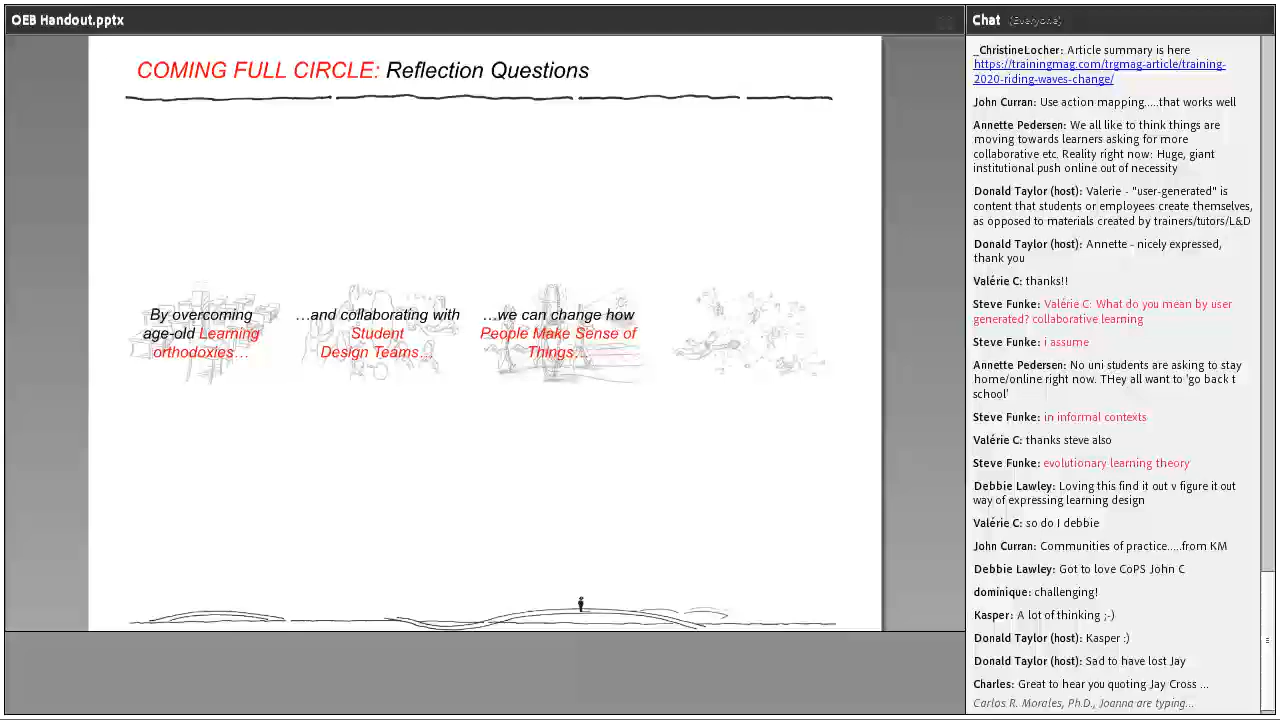 OEB Handout.pptx
COMING FULL CIRCLE: Reflection Questions
By overcoming
age-old Learning
orthodoxies…
…and collaborating with
Student
Design Teams…
…we can change how
People Make Sense of
Things…
Chat (Everyone)
_ChristineLocher: Article summary is here
https://trainingmag.com/trgmag-article/training-
2020-riding-waves-change/
John Curran: Use action mapping.....that works well
Annette Pedersen: We all like to think things are
moving towards learners asking for more
collaborative etc. Reality right now: Huge, giant
institutional push online out of necessity
Donald Taylor (host): Valerie - "user-generated" is
content that students or employees create themselves,
as opposed to materials created by trainers/tutors/L&D
Donald Taylor (host): Annette - nicely expressed,
thank you
Valérie C: thanks!!
Steve Funke: Valérie C: What do you mean by user
generated? collaborative learning
Steve Funke: i assume
Annette Pedersen: No uni students are asking to stay
home/online right now. THey all want to 'go back t
school'
Steve Funke: in informal contexts
Valérie C: thanks steve also
Steve Funke: evolutionary learning theory
Debbie Lawley: Loving this find it out v figure it out
way of expressing learning design
Valérie C: so do I debbie
John Curran: Communities of practice.....from KM
Debbie Lawley: Got to love CoPS John C
dominique: challenging!
Kasper: A lot of thinking ;-)
Donald Taylor (host): Kasper :)
Donald Taylor (host): Sad to have lost Jay
Charles: Great to hear you quoting Jay Cross ...
Carlos R. Morales, Ph.D., Joanna are typing...